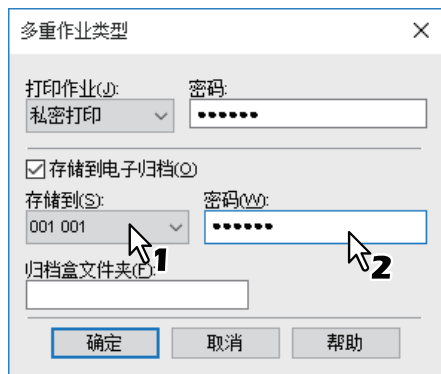 多重作业类型
打印作业(J): 密码:
私密打印 ••••••
存储到电子归档(O)
存储到(S): 密码(W):
001 001 ••••••
1 2
归档盒文件夹(F):
确定 取消 帮助